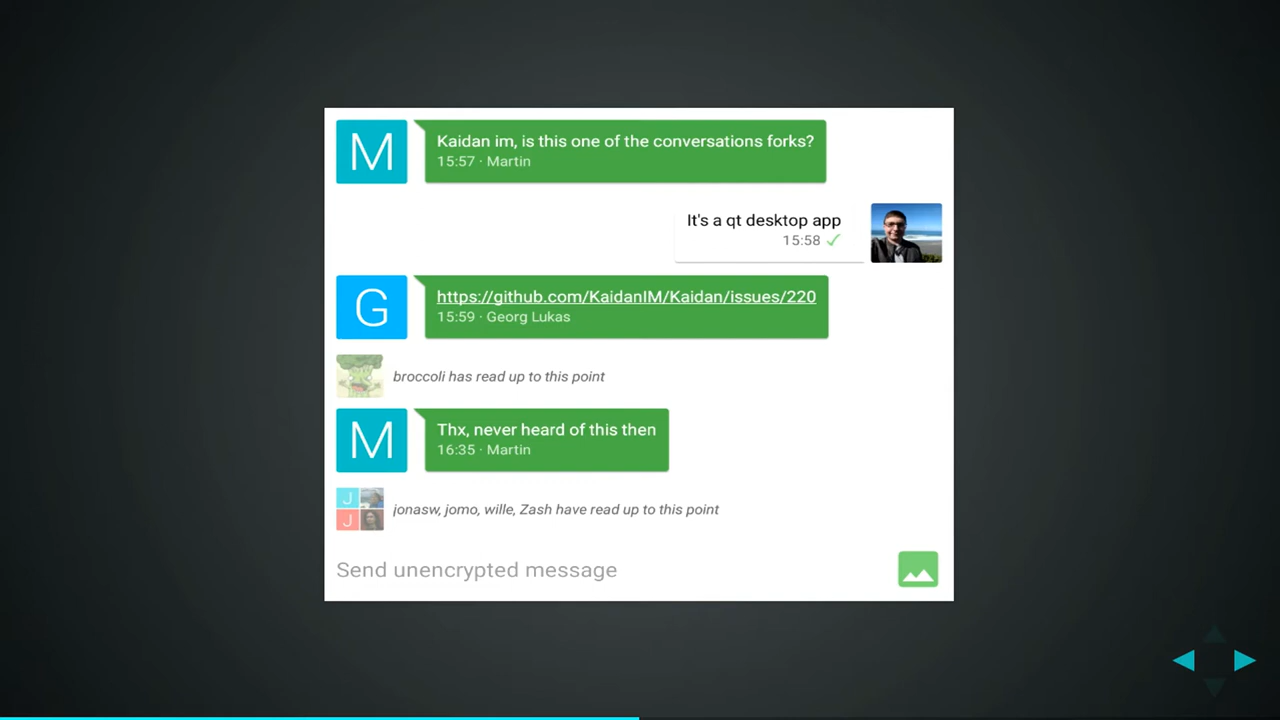 M
Kaidan im, is this one of the conversations forks?
15:57 · Martin
It's a qt desktop app
15:58 ✓
G
https://github.com/KaidanIM/Kaidan/issues/220
15:59 · Georg Lukas
broccoli has read up to this point
M
Thx, never heard of this then
16:35 · Martin
J
J
jonasw, jomo, wille, Zash have read up to this point
Send unencrypted message